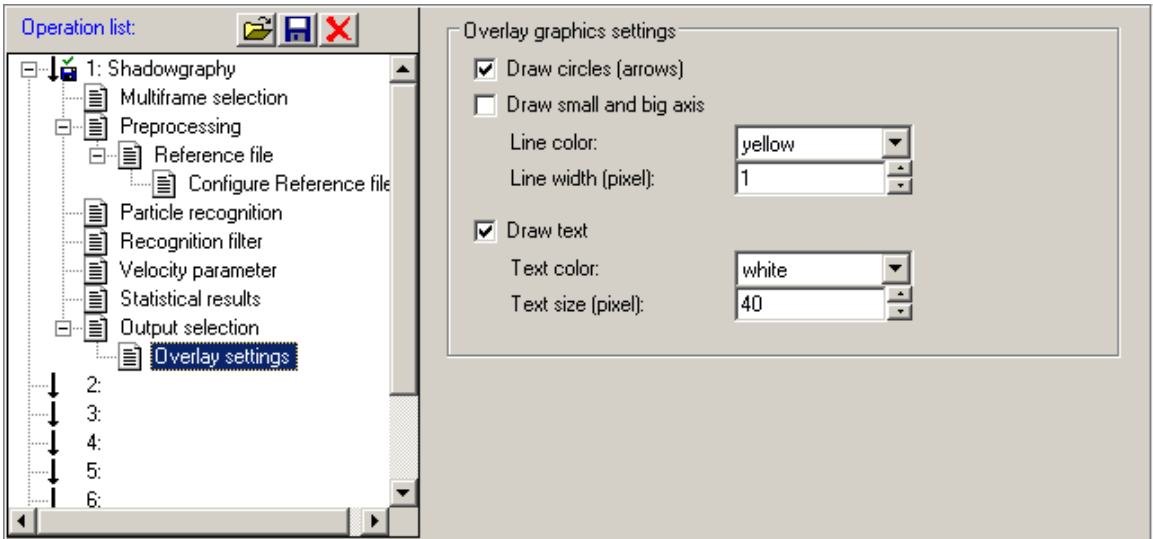 Operation list:
1: Shadowgraphy
Multiframe selection
Preprocessing
Reference file
Configure Reference file
Particle recognition
Recognition filter
Velocity parameter
Statistical results
Output selection
Overlay settings
2:
3:
4:
5:
6:
Overlay graphics settings
Draw circles (arrows)
Draw small and big axis
Line color: yellow
Line width (pixel): 1
Draw text
Text color: white
Text size (pixel): 40